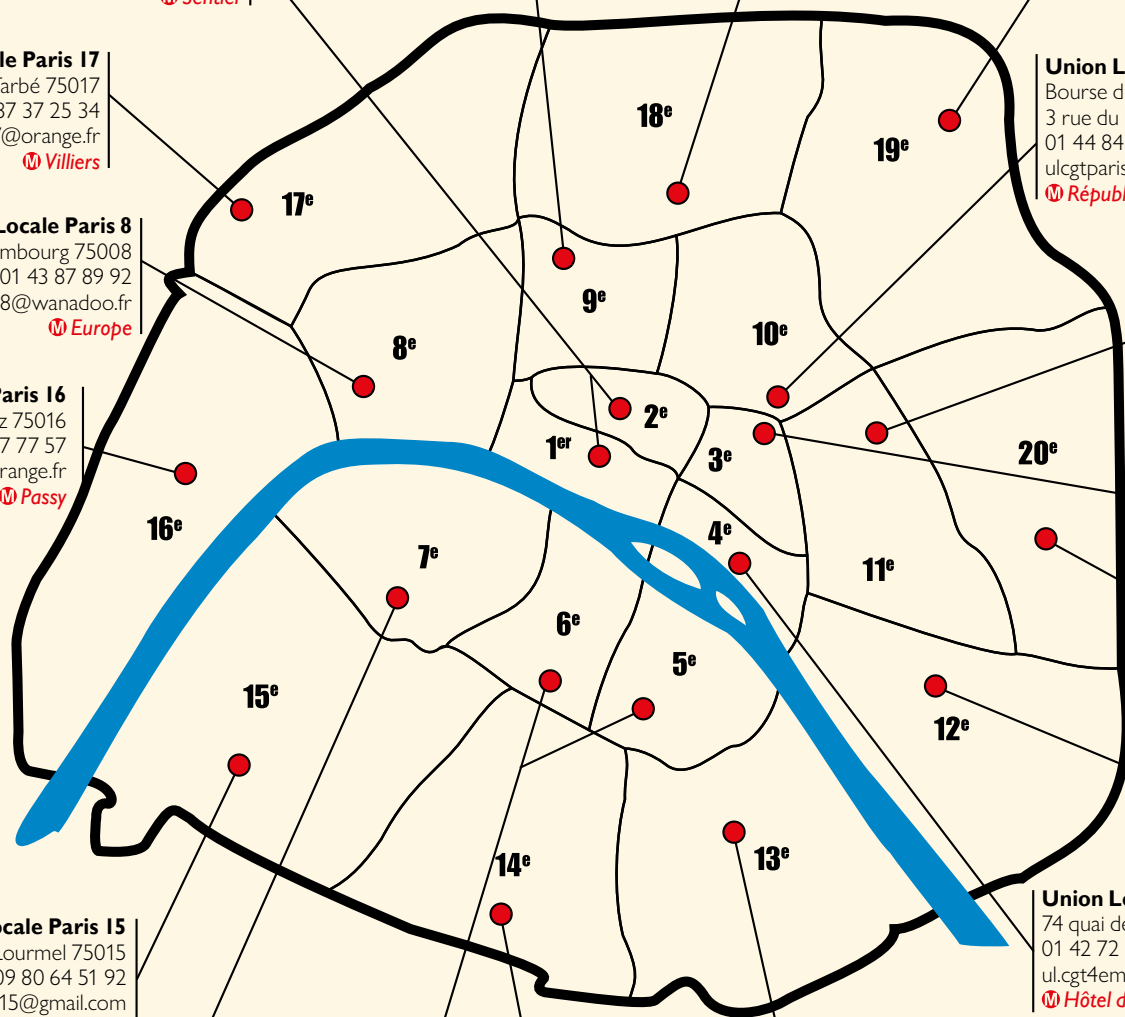 Ⓜ Sentier
le Paris 17
Tarbé 75017
37 37 25 34
@orange.fr
Ⓜ Villiers
Locale Paris 8
mbourg 75008
01 43 87 89 92
8@wanadoo.fr
Ⓜ Europe
Paris 16
z 75016
7 77 57
range.fr
Ⓜ Passy
Union L
Bourse d
3 rue du
01 44 84
ulcgtparis
Ⓜ Républ
18e
19e
17e
9e
10e
8e
2e
1er
3e
20e
16e
4e
7e
11e
6e
5e
15e
12e
14e
13e
ocale Paris 15
ourmel 75015
09 80 64 51 92
15@gmail.com
Union Lo
74 quai de
01 42 72
ul.cgt4em
Ⓜ Hôtel d